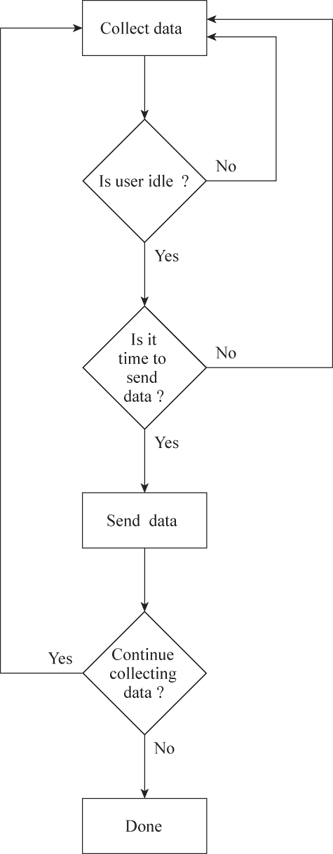 Collect data
Is user idle ?
No
Yes
Is it
time to
send
data ?
No
Yes
Send data
Continue
collecting
data ?
Yes
No
Done